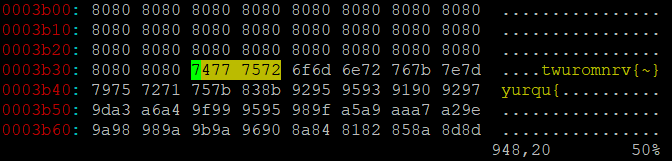 0003b00: 8080 8080 8080 8080 8080 8080 8080 8080  ................
0003b10: 8080 8080 8080 8080 8080 8080 8080 8080  ................
0003b20: 8080 8080 8080 8080 8080 8080 8080 8080  ................
0003b30: 8080 8080 7477 7572 6f6d 6e72 767b 7e7d  ....twuromnrv{~}
0003b40: 7975 7271 757b 838b 9295 9593 9190 9297  yurqu{..........
0003b50: 9da3 a6a4 9f99 9595 989f a5a9 aaa7 a29e  ................
0003b60: 9a98 989a 9b9a 9690 8a84 8182 858a 8d8d  ................
948,20 50%